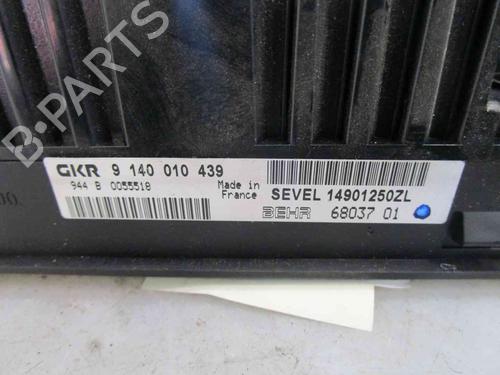 B-PARTS
GKR 9 140 010 439
944 B 0055518
Made in
France
SEVEL 14901250ZL
BEHR 68037 01